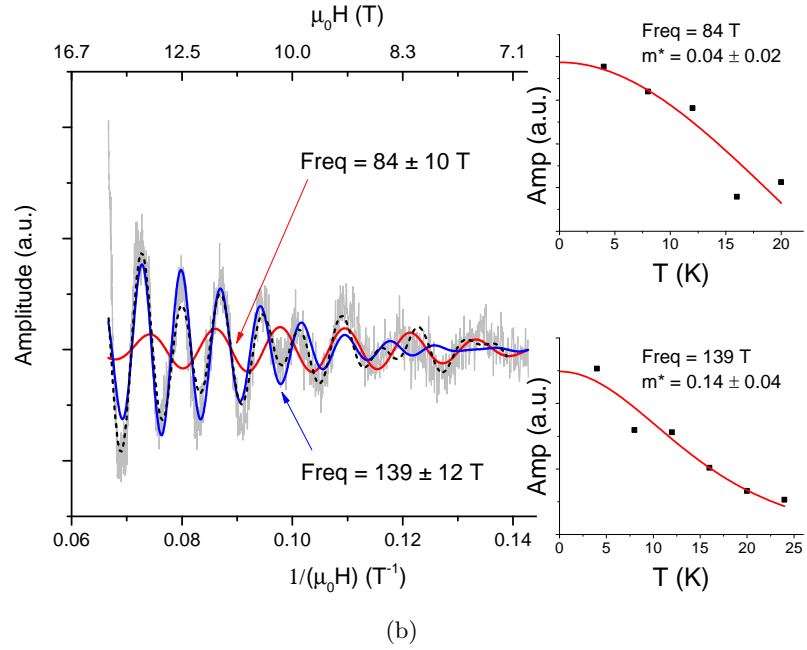 μ₀H (T)
16.7 12.5 10.0 8.3 7.1
Freq = 84 ± 10 T
Freq = 139 ± 12 T
Amplitude (a.u.)
0.06 0.08 0.10 0.12 0.14
1/(μ₀H) (T⁻¹)
Freq = 84 T
m* = 0.04 ± 0.02
Amp (a.u.)
0 5 10 15 20
T (K)
Freq = 139 T
m* = 0.14 ± 0.04
Amp (a.u.)
0 5 10 15 20 25
T (K)
(b)